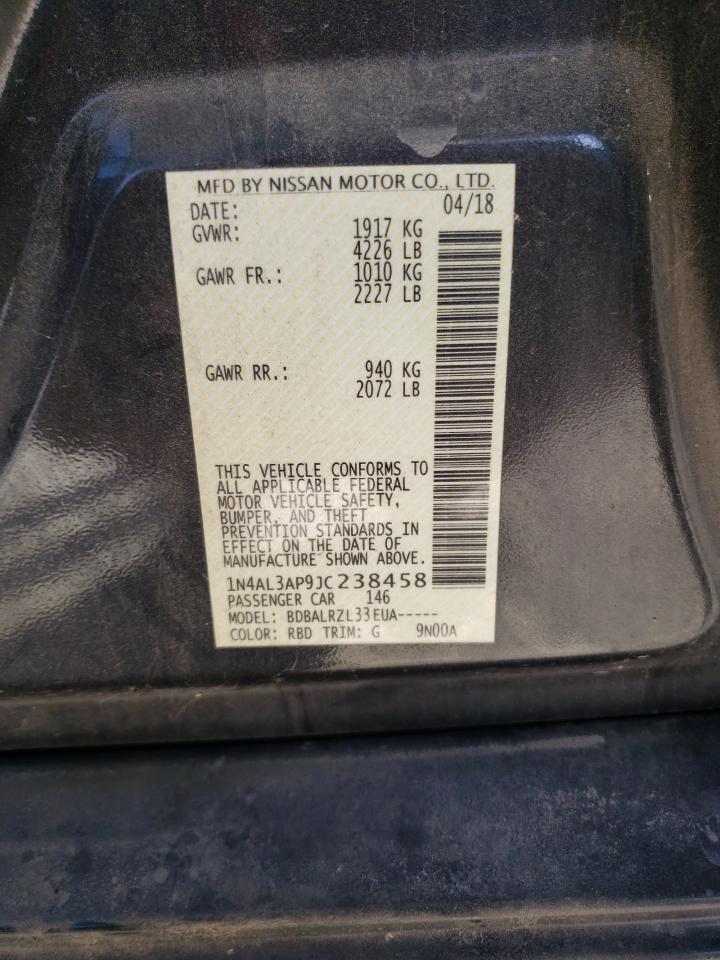 MFD BY NISSAN MOTOR CO., LTD.
DATE: 04/18
GVWR: 1917 KG
4226 LB
GAWR FR.: 1010 KG
2227 LB
GAWR RR.: 940 KG
2072 LB
THIS VEHICLE CONFORMS TO
ALL APPLICABLE FEDERAL
MOTOR VEHICLE SAFETY,
BUMPER, AND THEFT
PREVENTION STANDARDS IN
EFFECT ON THE DATE OF
MANUFACTURE SHOWN ABOVE.
1N4AL3AP9JC238458
PASSENGER CAR 146
MODEL: BDBALRZL33EUA-----
COLOR: RBD TRIM: G 9N00A